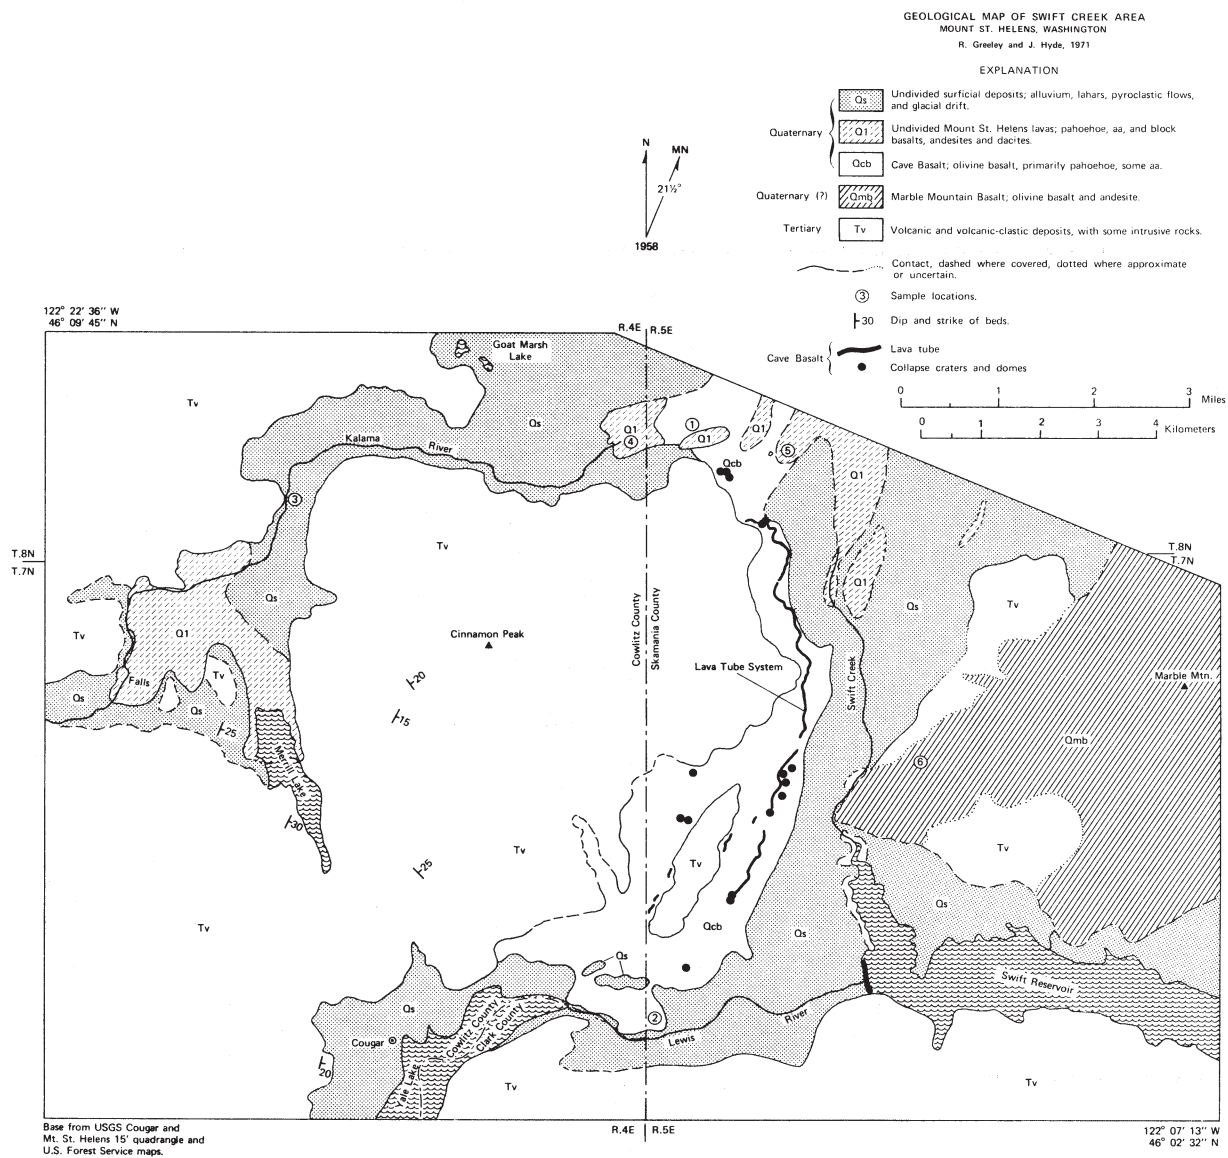 GEOLOGICAL MAP OF SWIFT CREEK AREA
MOUNT ST. HELENS, WASHINGTON
R. Greeley and J. Hyde, 1971
EXPLANATION
Quaternary
Qs
Undivided surficial deposits; alluvium, lahars, pyroclastic flows,
and glacial drift.
Q1
Undivided Mount St. Helens lavas; pahoehoe, aa, and block
basalts, andesites and dacites.
Qcb
Cave Basalt; olivine basalt, primarily pahoehoe, some aa.
Quaternary (?)
Qmb
Marble Mountain Basalt; olivine basalt and andesite.
Tertiary
Tv
Volcanic and volcanic-clastic deposits, with some intrusive rocks.
Contact, dashed where covered, dotted where approximate
or uncertain.
3
Sample locations.
30
Dip and strike of beds.
Cave Basalt
Lava tube
Collapse craters and domes
0 1 2 3 Miles
0 1 2 3 4 Kilometers
N
MN
21½°
1958
122° 22' 36" W
46° 09' 45" N
R.4E R.5E
Goat Marsh
Lake
Tv
Qs
Kalama
River
Q1
4
1
Q1
Q1
5
Qcb
Q1
3
Tv
T.8N
T.7N
T.8N
T.7N
Q1
Qs
Qs
Tv
Tv
Q1
Cinnamon Peak
Cowlitz County
Skamania County
Lava Tube System
Swift Creek
Marble Mtn.
Falls
Tv
Qs
Qs
20
15
25
Merrill Lake
Qmb
6
30
Tv
25
Tv
Tv
Tv
Qcb
Qs
Qs
Qs
Swift Reservoir
Qs
Cougar
Cowlitz County
Clark County
Yale Lake
2
Lewis
River
20
Tv
Tv
Base from USGS Cougar and
Mt. St. Helens 15' quadrangle and
U.S. Forest Service maps.
R.4E R.5E
122° 07' 13" W
46° 02' 32" N